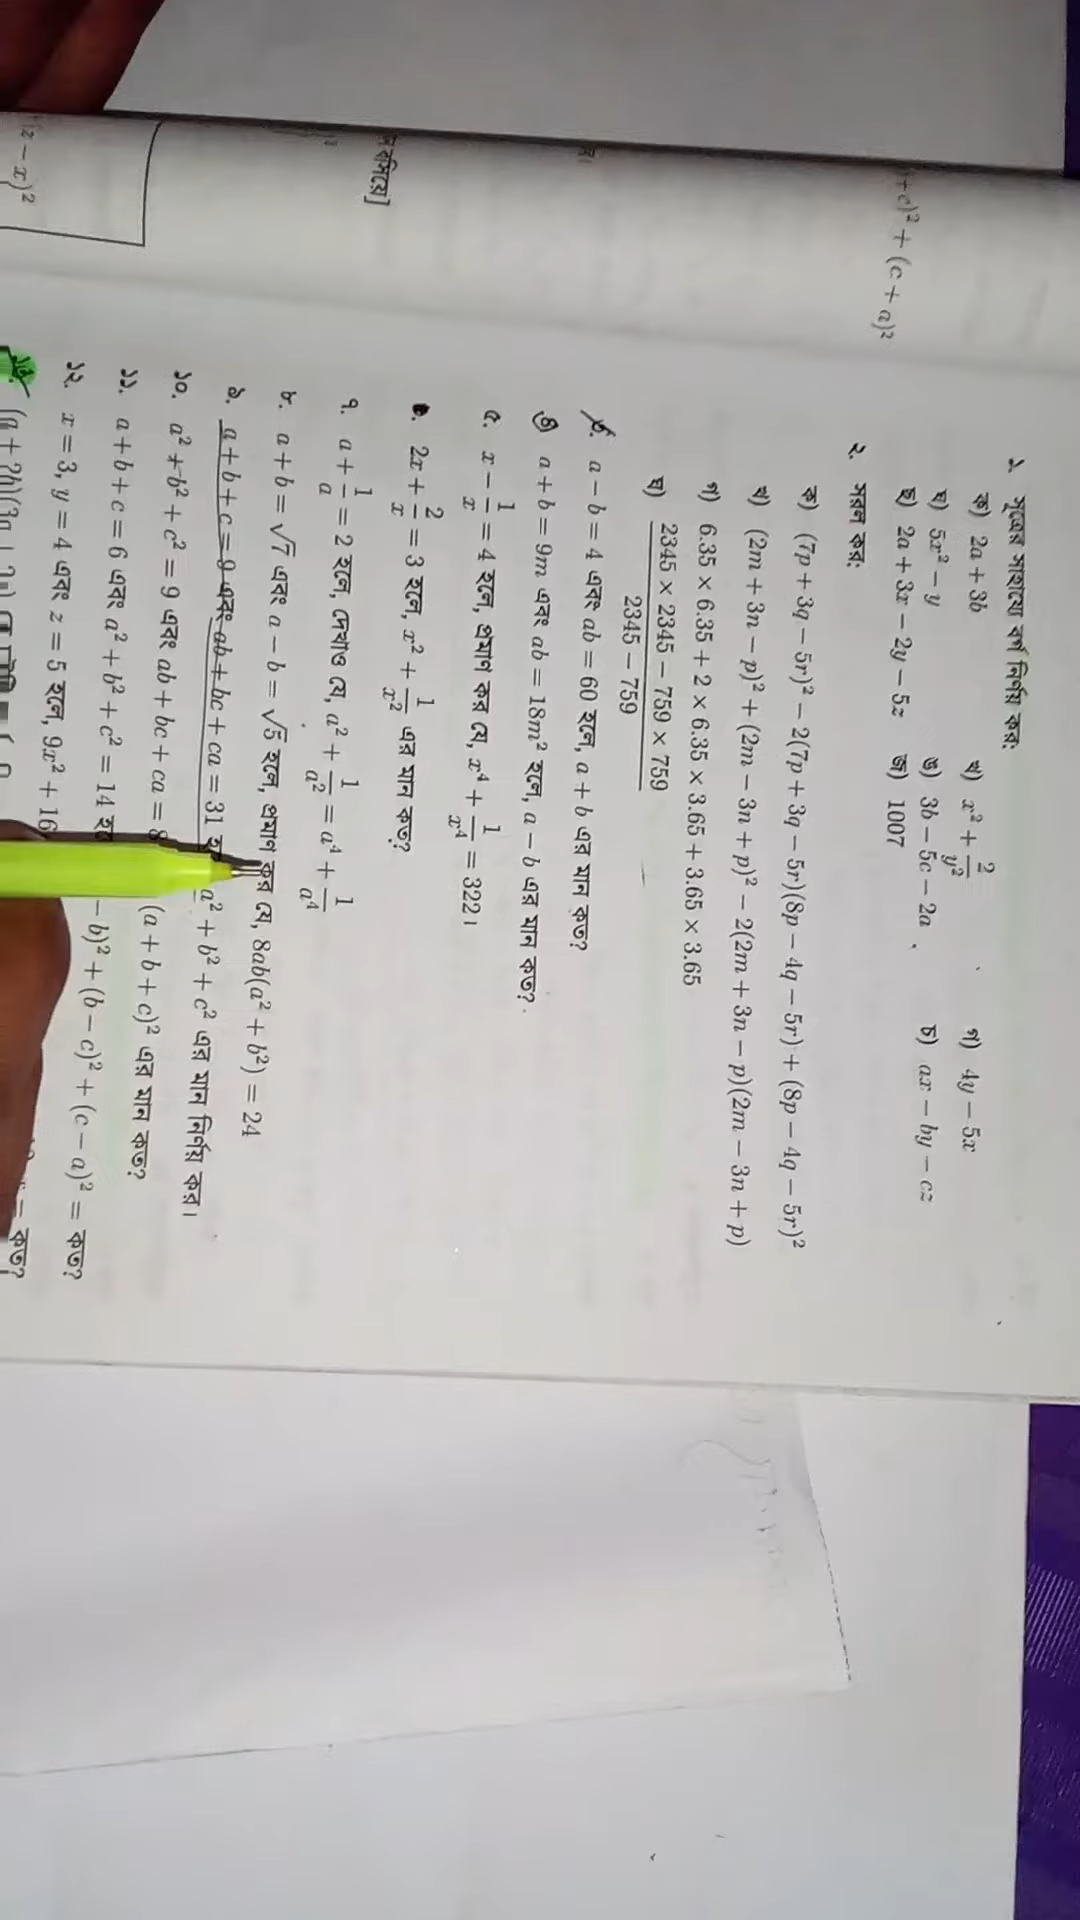 +c)² + (c + a)²
বসিয়ে]
(z − x)²
১. সূত্রের সাহায্যে বর্গ নির্ণয় কর:
ক) 2a + 3b খ) x² + 2/y² গ) 4y − 5x
ঘ) 5x² − y ঙ) 3b − 5c − 2a চ) ax − by − cz
ছ) 2a + 3x − 2y − 5z জ) 1007
২. সরল কর:
ক) (7p + 3q − 5r)² − 2(7p + 3q − 5r)(8p − 4q − 5r) + (8p − 4q − 5r)²
খ) (2m + 3n − p)² + (2m − 3n + p)² − 2(2m + 3n − p)(2m − 3n + p)
গ) 6.35 × 6.35 + 2 × 6.35 × 3.65 + 3.65 × 3.65
ঘ) (2345 × 2345 − 759 × 759)/(2345 − 759)
a − b = 4 এবং ab = 60 হলে, a + b এর মান কত?
a + b = 9m এবং ab = 18m² হলে, a − b এর মান কত?
৫. x − 1/x = 4 হলে, প্রমাণ কর যে, x⁴ + 1/x⁴ = 322।
2x + 2/x = 3 হলে, x² + 1/x² এর মান কত?
৭. a + 1/a = 2 হলে, দেখাও যে, a² + 1/a² = a⁴ + 1/a⁴
৮. a + b = √7 এবং a − b = √5 হলে, প্রমাণ কর যে, 8ab(a² + b²) = 24
৯. a + b + c = 9 এবং ab + bc + ca = 31 a² + b² + c² এর মান নির্ণয় কর।
১০. a² + b² + c² = 9 এবং ab + bc + ca = 8 (a + b + c)² এর মান কত?
১১. a + b + c = 6 এবং a² + b² + c² = 14 − b)² + (b − c)² + (c − a)² = কত?
১২. x = 3, y = 4 এবং z = 5 হলে, 9x² + 16 = কত?